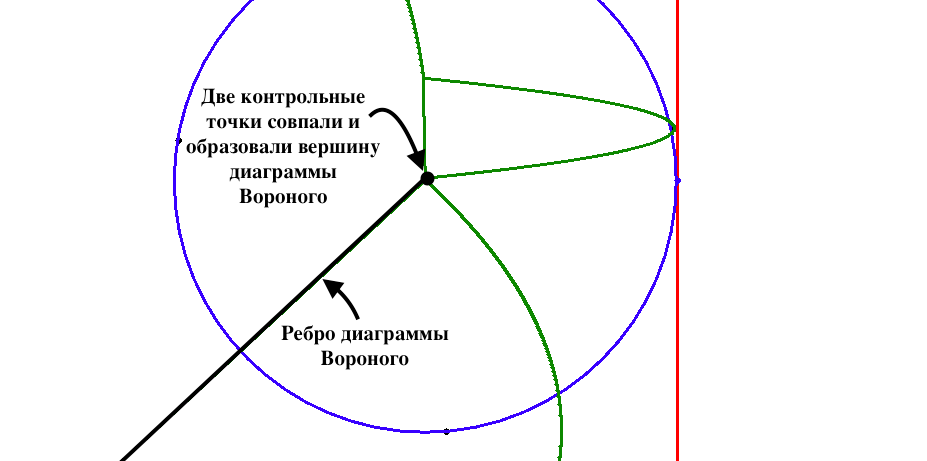 Две контрольные
точки совпали и
образовали вершину
диаграммы
Вороного
Ребро диаграммы
Вороного